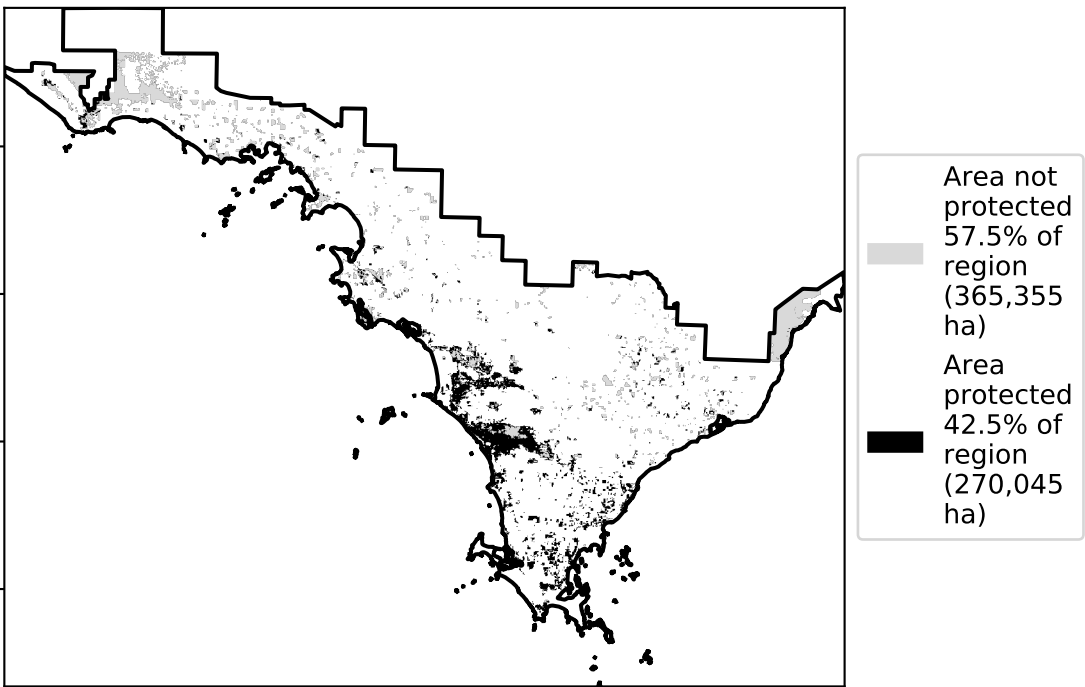 Area not
protected
57.5% of
region
(365,355
ha)
Area
protected
42.5% of
region
(270,045
ha)